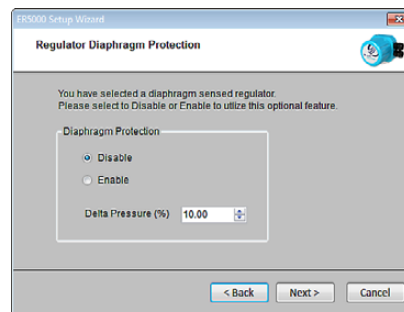 ER5000 Setup Wizard
Regulator Diaphragm Protection
You have selected a diaphragm sensed regulator.
Please select to Disable or Enable to utlize this optional feature.
Diaphragm Protection
Disable
Enable
Delta Pressure (%) 10.00
< Back Next > Cancel